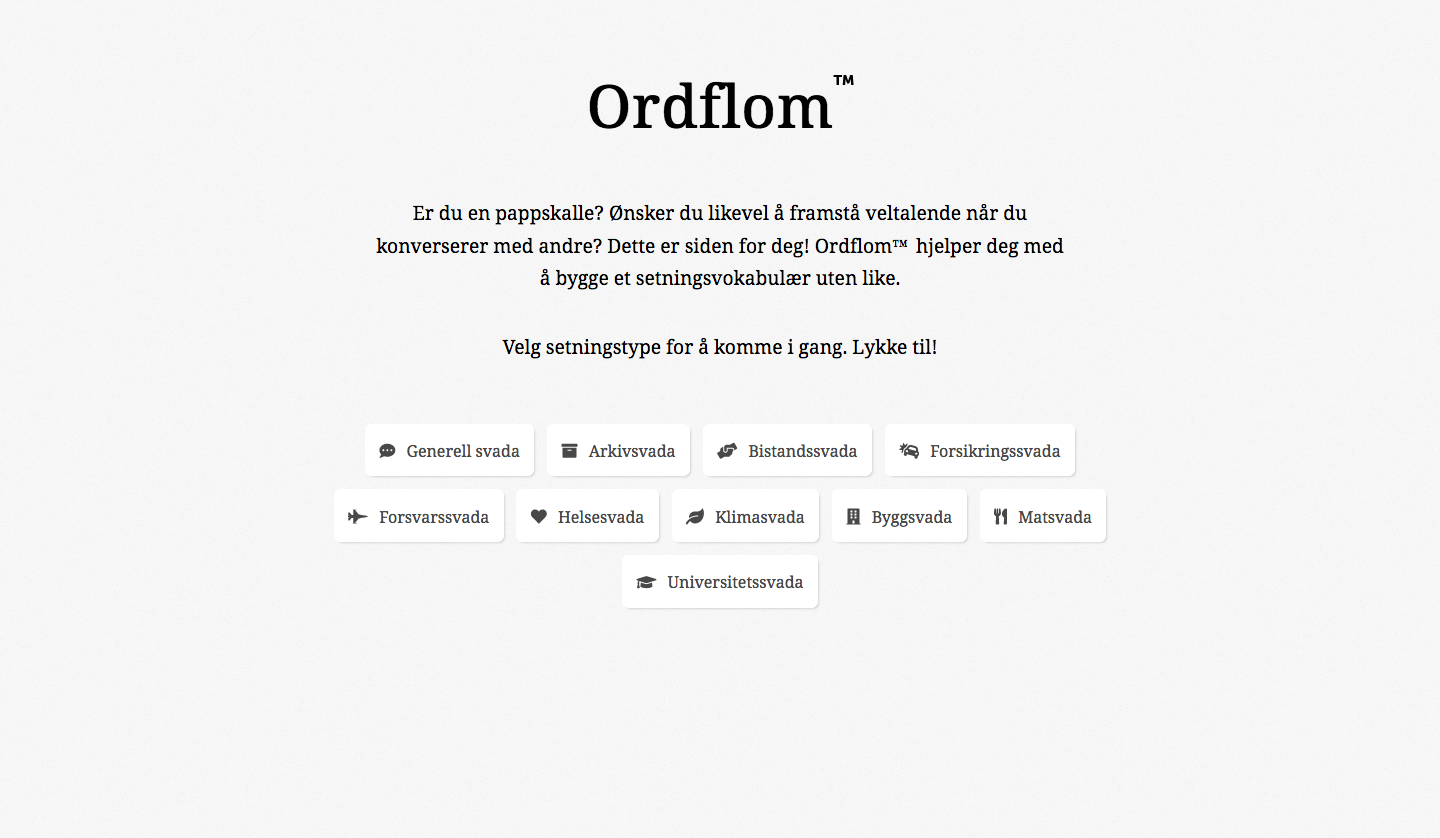 Ordflom™
Er du en pappskalle? Ønsker du likevel å framstå veltalende når du
konverserer med andre? Dette er siden for deg! Ordflom™ hjelper deg med
å bygge et setningsvokabulær uten like.
Velg setningstype for å komme i gang. Lykke til!
Generell svada Arkivsvada Bistandssvada Forsikringssvada
Forsvarssvada Helsesvada Klimasvada Byggsvada Matsvada
Universitetssvada